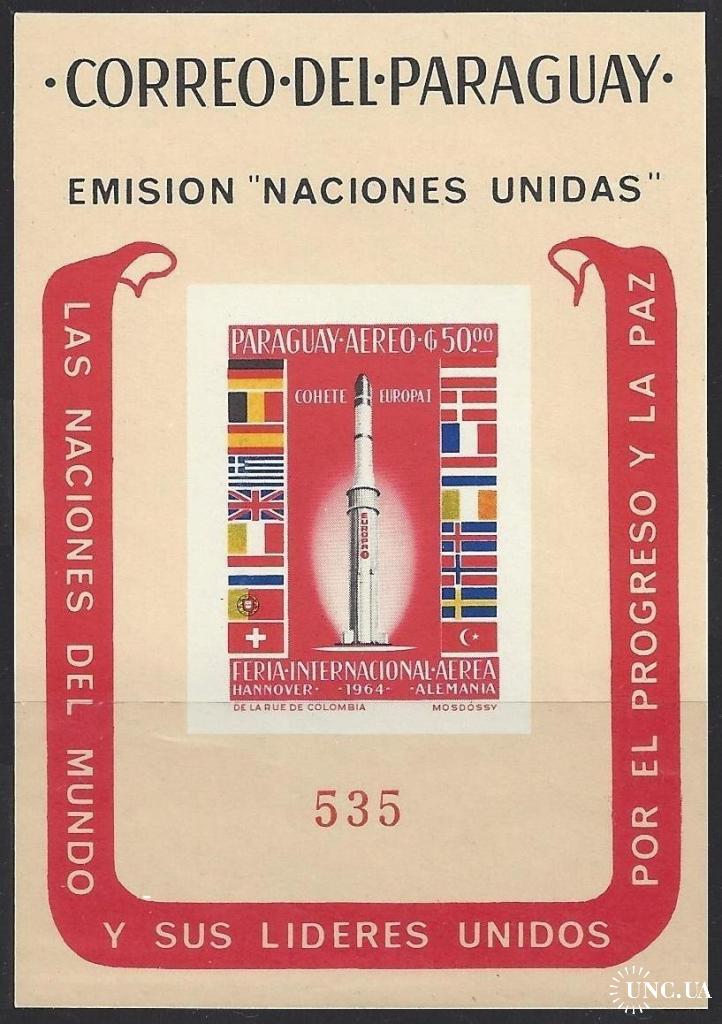 ·CORREO·DEL·PARAGUAY·
EMISION "NACIONES UNIDAS"
LAS NACIONES DEL MUNDO
Y SUS LIDERES UNIDOS
POR EL PROGRESO Y LA PAZ
PARAGUAY·AEREO·₲50.00
COHETE EUROPA I
EUROPA 1
FERIA·INTERNACIONAL·AEREA
HANNOVER· ·1964· ·ALEMANIA
DE LA RUE DE COLOMBIA MOSDÓSSY
535
UNC.UA